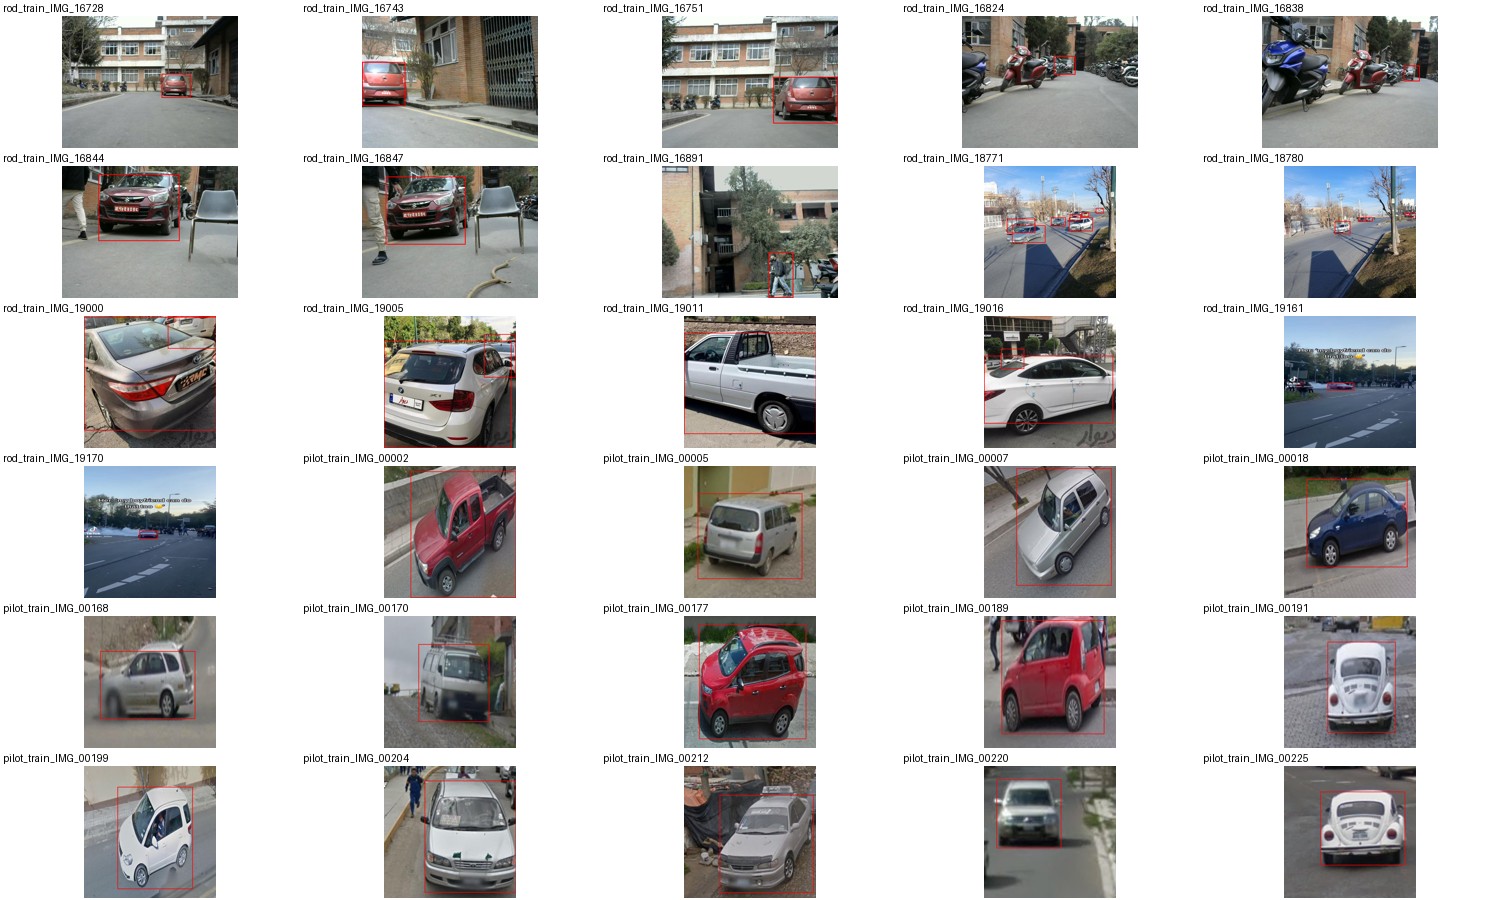 rod_train_IMG_16728
rod_train_IMG_16743
rod_train_IMG_16751
rod_train_IMG_16824
rod_train_IMG_16838
rod_train_IMG_16844
rod_train_IMG_16847
rod_train_IMG_16891
rod_train_IMG_18771
rod_train_IMG_18780
rod_train_IMG_19000
rod_train_IMG_19005
rod_train_IMG_19011
rod_train_IMG_19016
rod_train_IMG_19161
دیوار
rod_train_IMG_19170
pilot_train_IMG_00002
pilot_train_IMG_00005
pilot_train_IMG_00007
pilot_train_IMG_00018
pilot_train_IMG_00168
pilot_train_IMG_00170
pilot_train_IMG_00177
pilot_train_IMG_00189
pilot_train_IMG_00191
pilot_train_IMG_00199
pilot_train_IMG_00204
pilot_train_IMG_00212
pilot_train_IMG_00220
pilot_train_IMG_00225